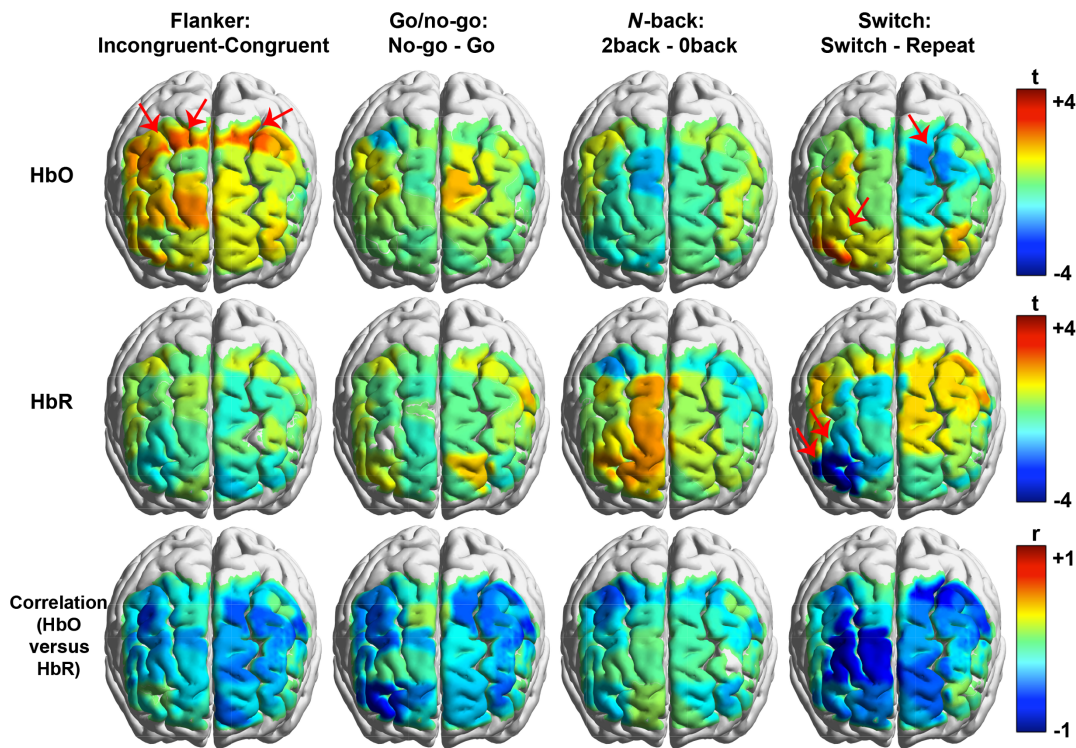 Flanker:
Incongruent-Congruent
Go/no-go:
No-go - Go
N-back:
2back - 0back
Switch:
Switch - Repeat
HbO
t
+4
-4
HbR
t
+4
-4
Correlation
(HbO
versus
HbR)
r
+1
-1